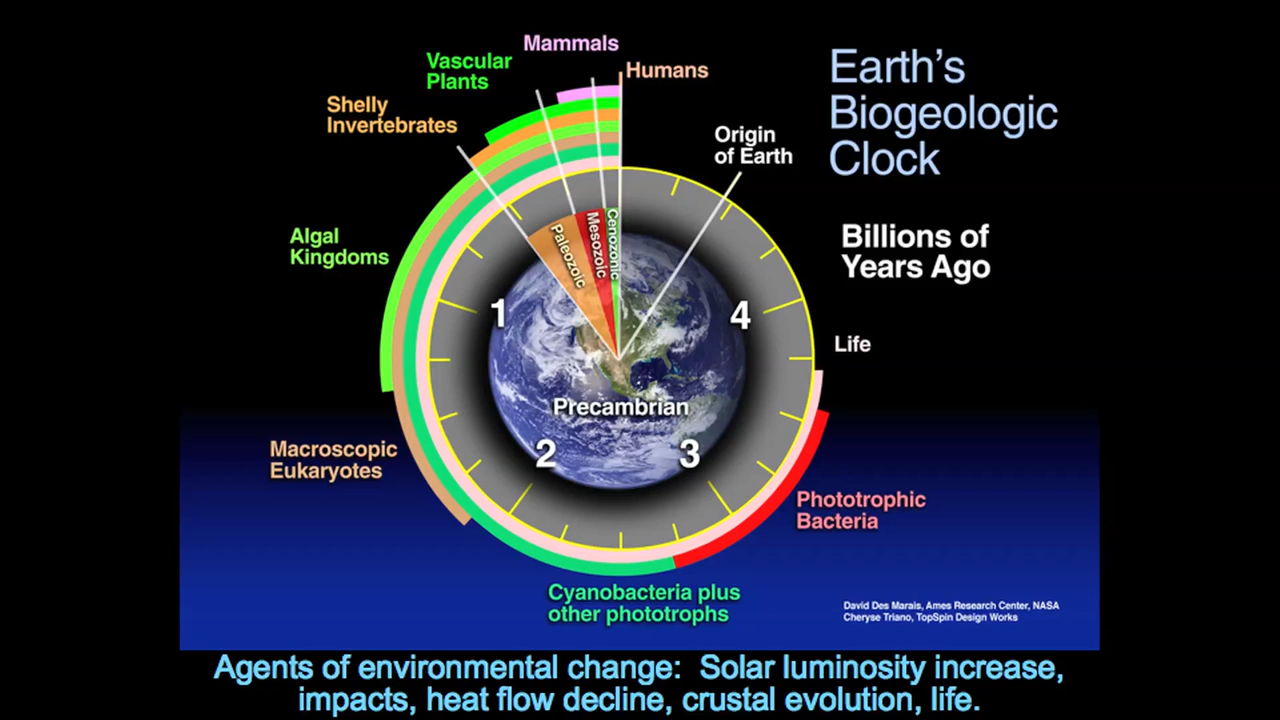 Mammals
Humans
Vascular
Plants
Shelly
Invertebrates
Origin
of Earth
Earth's
Biogeologic
Clock
Billions of
Years Ago
Algal
Kingdoms
Paleozoic
Mesozoic
Cenozonic
1
4
Life
Precambrian
2
3
Macroscopic
Eukaryotes
Phototrophic
Bacteria
Cyanobacteria plus
other phototrophs
David Des Marais, Ames Research Center, NASA
Cheryse Triano, TopSpin Design Works
Agents of environmental change:  Solar luminosity increase,
impacts, heat flow decline, crustal evolution, life.